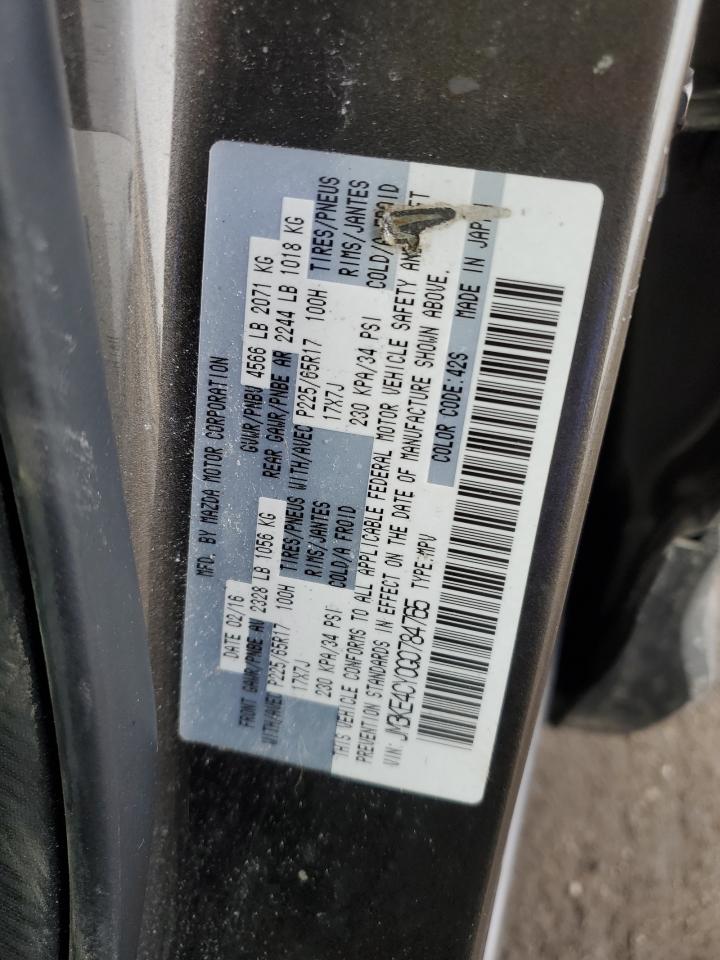 MFD. BY MAZDA MOTOR CORPORATION
DATE 02/16 GVWR/PNBV 4566 LB 2071 KG
FRONT GAWR/PNBE AV 2328 LB 1056 KG REAR GAWR/PNBE AR 2244 LB 1018 KG
WITH/AVEC P225/65R17 100H TIRES/PNEUS WITH/AVEC P225/65R17 100H TIRES/PNEUS
17X7J RIMS/JANTES 17X7J RIMS/JANTES
230 KPA/34 PSI COLD/A FROID 230 KPA/34 PSI COLD/A FROID
THIS VEHICLE CONFORMS TO ALL APPLICABLE FEDERAL MOTOR VEHICLE SAFETY AND
PREVENTION STANDARDS IN EFFECT ON THE DATE OF MANUFACTURE SHOWN ABOVE.
VIN: TYPE:MPV COLOR CODE:42S MADE IN JAPAN